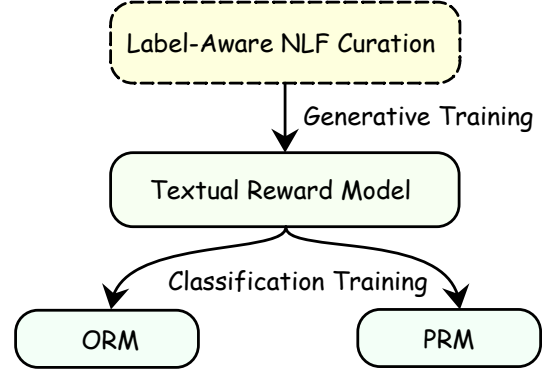 Label-Aware NLF Curation
Generative Training
Textual Reward Model
Classification Training
ORM
PRM